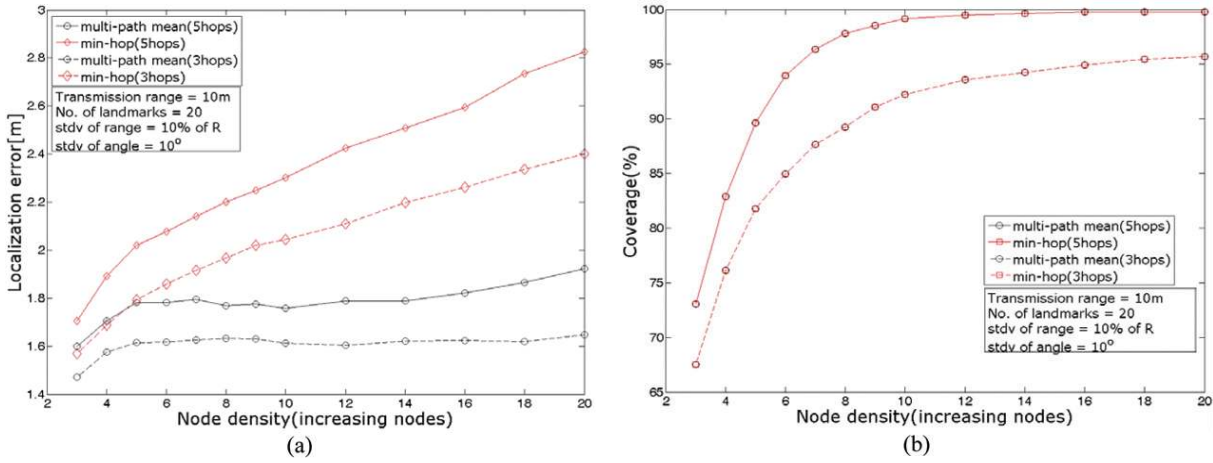 3
2.8
2.6
2.4
2.2
2
1.8
1.6
1.4
Localization error[m]
multi-path mean(5hops)
min-hop(5hops)
multi-path mean(3hops)
min-hop(3hops)
Transmission range = 10m
No. of landmarks = 20
stdv of range = 10% of R
stdv of angle = 10°
2 4 6 8 10 12 14 16 18 20
Node density(increasing nodes)
(a)
100
95
90
85
80
75
70
65
Coverage(%)
multi-path mean(5hops)
min-hop(5hops)
multi-path mean(3hops)
min-hop(3hops)
Transmission range = 10m
No. of landmarks = 20
stdv of range = 10% of R
stdv of angle = 10°
2 4 6 8 10 12 14 16 18 20
Node density(increasing nodes)
(b)